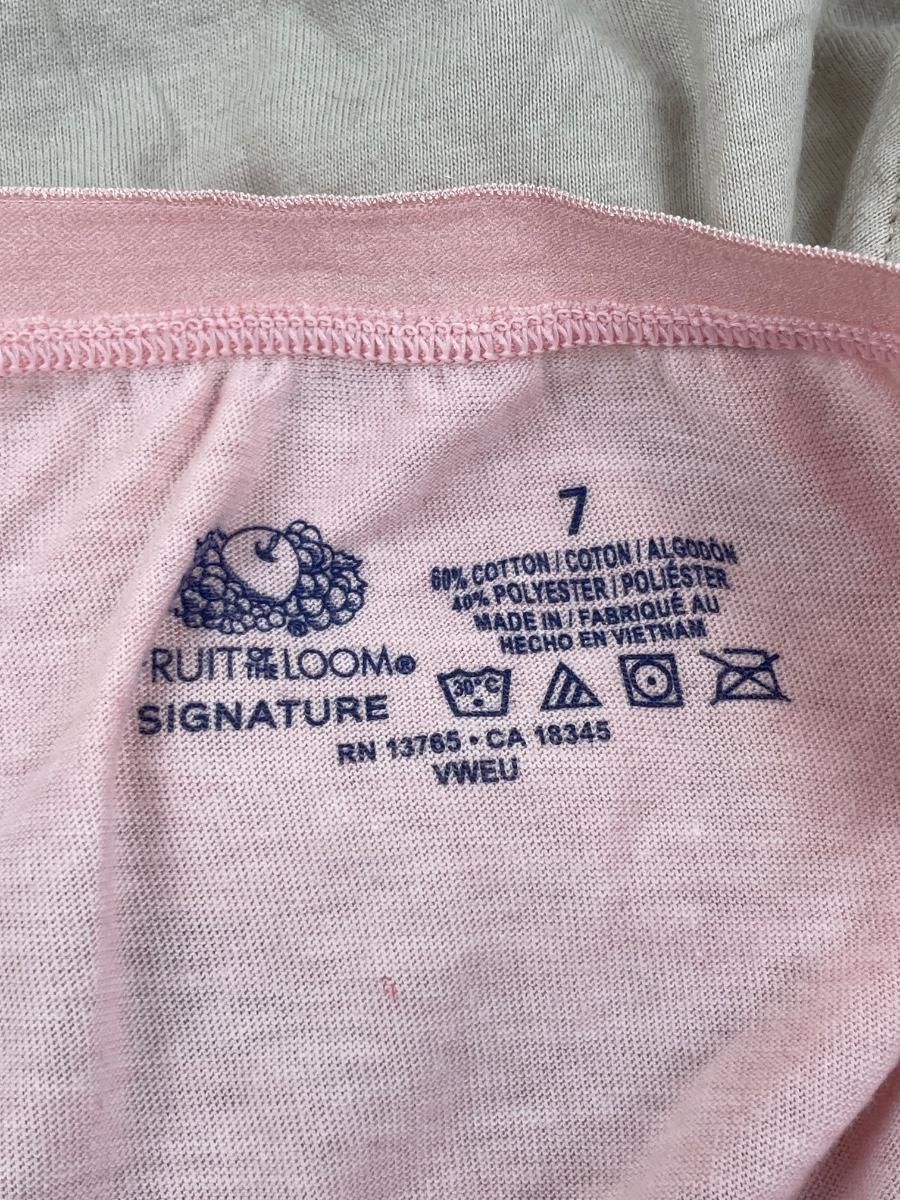 7
60% COTTON / COTON / ALGODÓN
40% POLYESTER / POLIÉSTER
MADE IN / FABRIQUÉ AU
HECHO EN VIETNAM
®
RUIT OF THE LOOM®
SIGNATURE
30°C
RN 13765 • CA 18345
VWEU